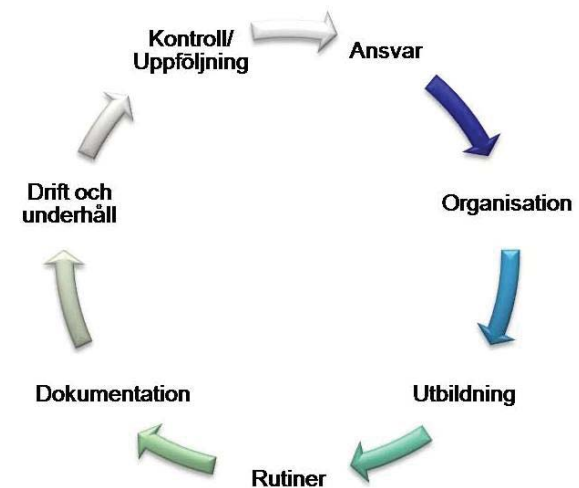 Kontroll/
Uppföljning
Ansvar
Organisation
Utbildning
Rutiner
Dokumentation
Drift och
underhåll